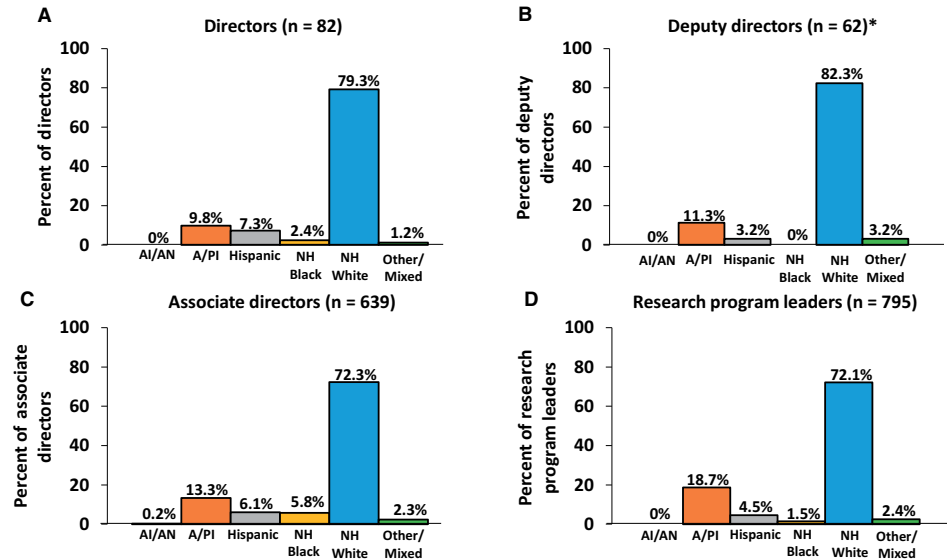 A
Directors (n = 82)
Percent of directors
100
80
60
40
20
0
0%
9.8%
7.3%
2.4%
79.3%
1.2%
AI/AN
A/PI
Hispanic
NH
Black
NH
White
Other/
Mixed
B
Deputy directors (n = 62)*
Percent of deputy
directors
100
80
60
40
20
0
0%
11.3%
3.2%
0%
82.3%
3.2%
AI/AN
A/PI
Hispanic
NH
Black
NH
White
Other/
Mixed
C
Associate directors (n = 639)
Percent of associate
directors
100
80
60
40
20
0
0.2%
13.3%
6.1%
5.8%
72.3%
2.3%
AI/AN
A/PI
Hispanic
NH
Black
NH
White
Other/
Mixed
D
Research program leaders (n = 795)
Percent of research
program leaders
100
80
60
40
20
0
0%
18.7%
4.5%
1.5%
72.1%
2.4%
AI/AN
A/PI
Hispanic
NH
Black
NH
White
Other/
Mixed